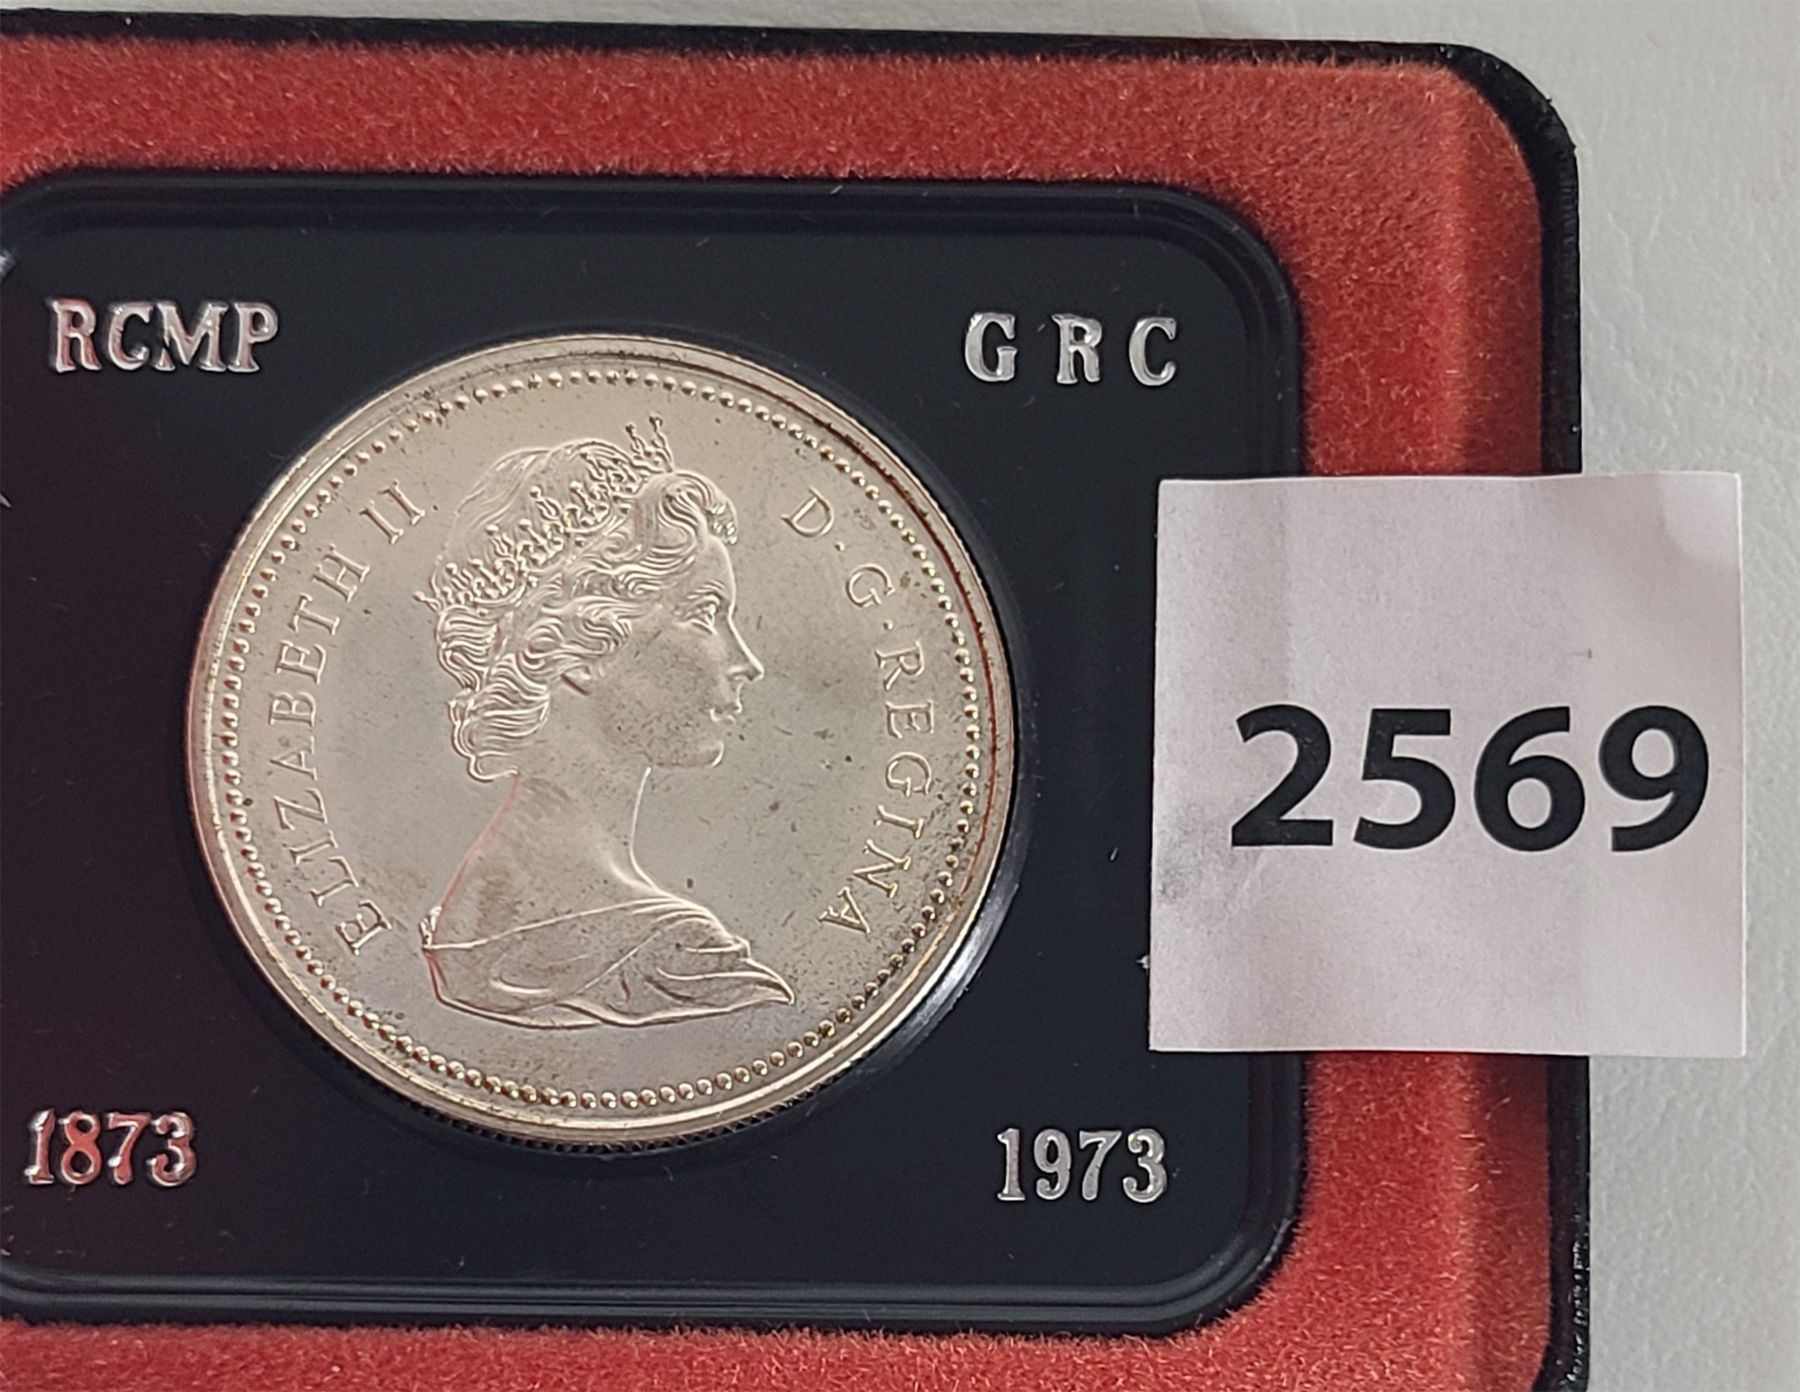 RCMP GRC
ELIZABETH II D·G·REGINA
2569
1873 1973